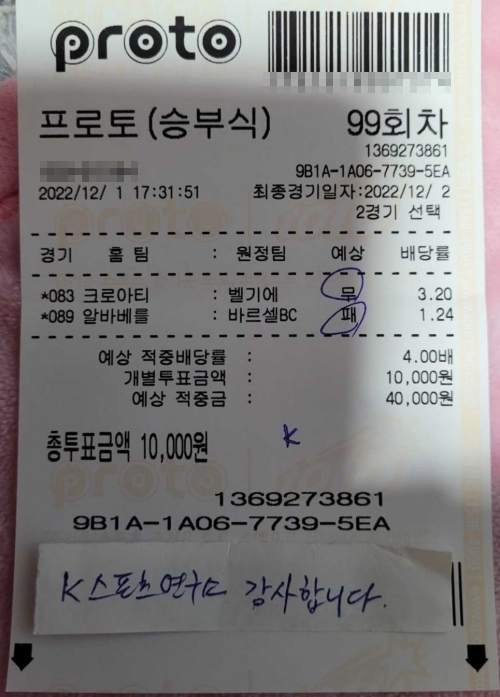 proto
프로토(승부식) 99회차
1369273861
9B1A-1A06-7739-5EA
2022/12/ 1 17:31:51 최종경기일자:2022/12/ 2
2경기 선택
경기 홈 팀 : 원정팀 예상 배당률
*083 크로아티 : 벨기에 무 3.20
*089 알바베를 : 바르셀BC 패 1.24
예상 적중배당률 : 4.00배
개별투표금액 : 10,000원
예상 적중금 : 40,000원
총투표금액 10,000원 K
1369273861
9B1A-1A06-7739-5EA
K스포츠연구소 감사합니다.